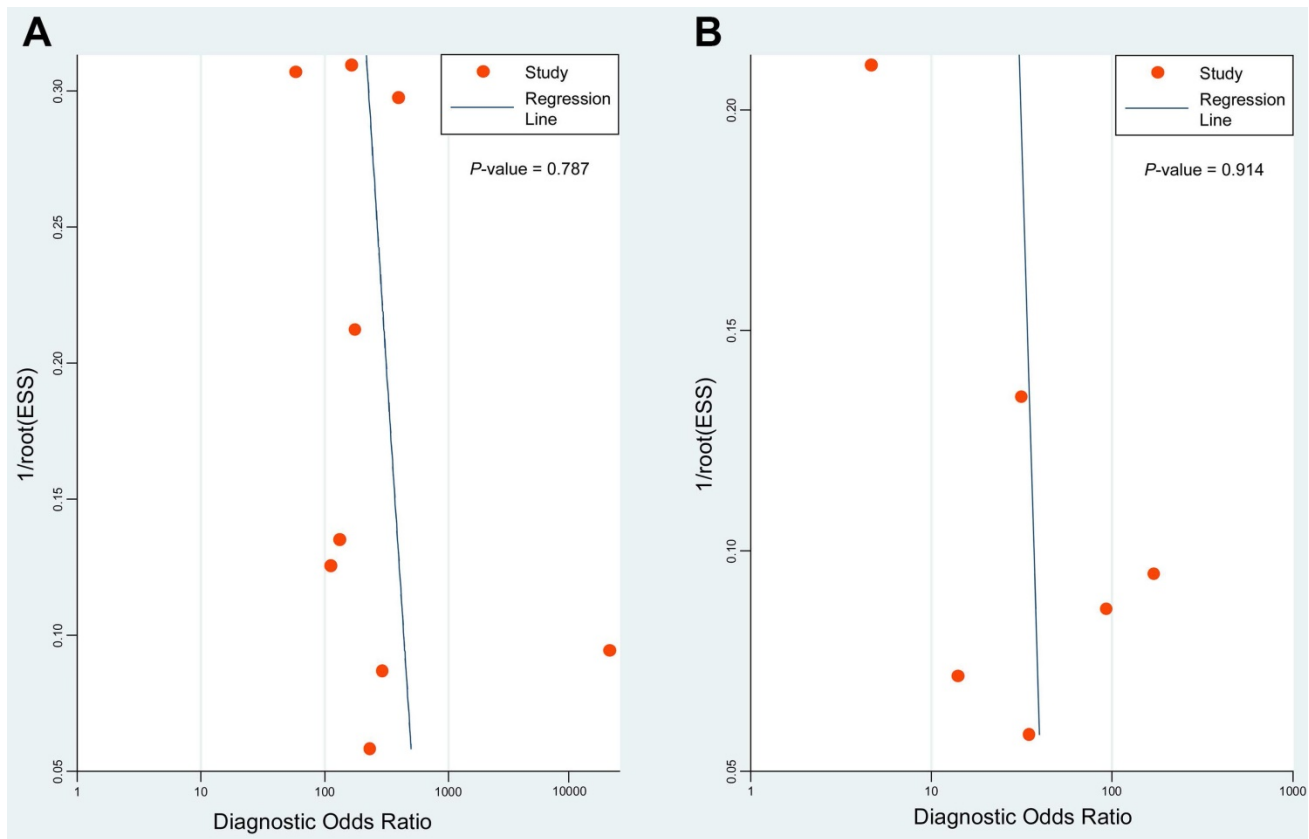 A
Study
Regression
Line
P-value = 0.787
0.30
0.25
0.20
0.15
0.10
0.05
1/root(ESS)
1
10
100
1000
10000
Diagnostic Odds Ratio
B
Study
Regression
Line
P-value = 0.914
0.20
0.15
0.10
0.05
1/root(ESS)
1
10
100
1000
Diagnostic Odds Ratio